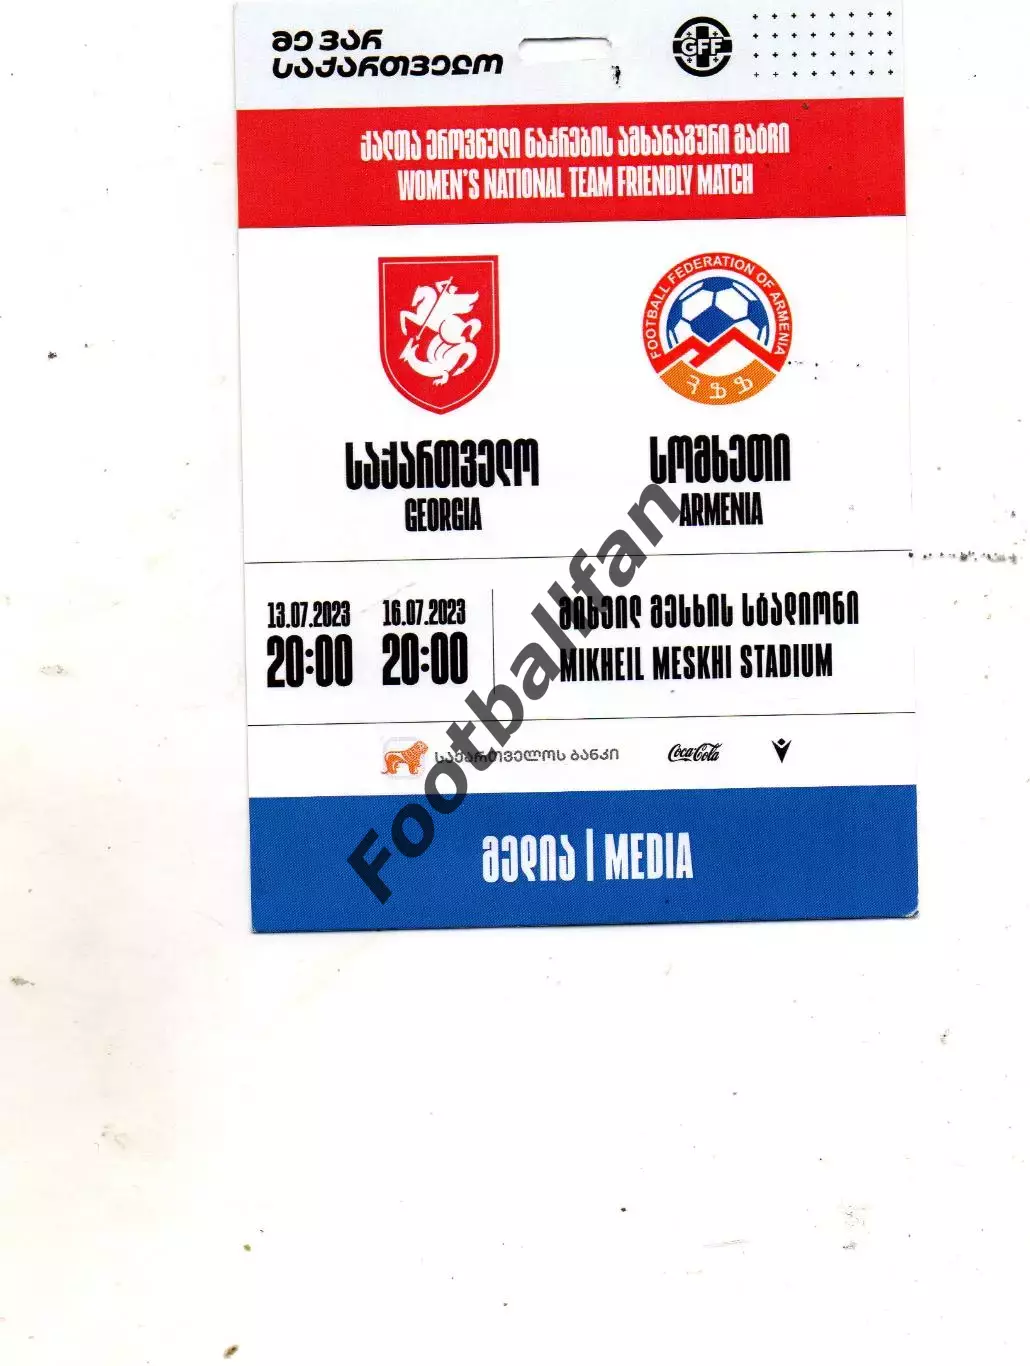 მე ვარ
საქართველო
GFF
ქალთა ეროვნული ნაკრების ამხანაგური მატჩი
WOMEN'S NATIONAL TEAM FRIENDLY MATCH
FOOTBALL FEDERATION OF ARMENIA
ՀՖՖ
საქართველო
GEORGIA
სომხეთი
ARMENIA
13.07.2023
20:00
16.07.2023
20:00
მიხეილ მესხის სტადიონი
MIKHEIL MESKHI STADIUM
საქართველოს ბანკი
Coca-Cola
მედია | MEDIA
Footballfan